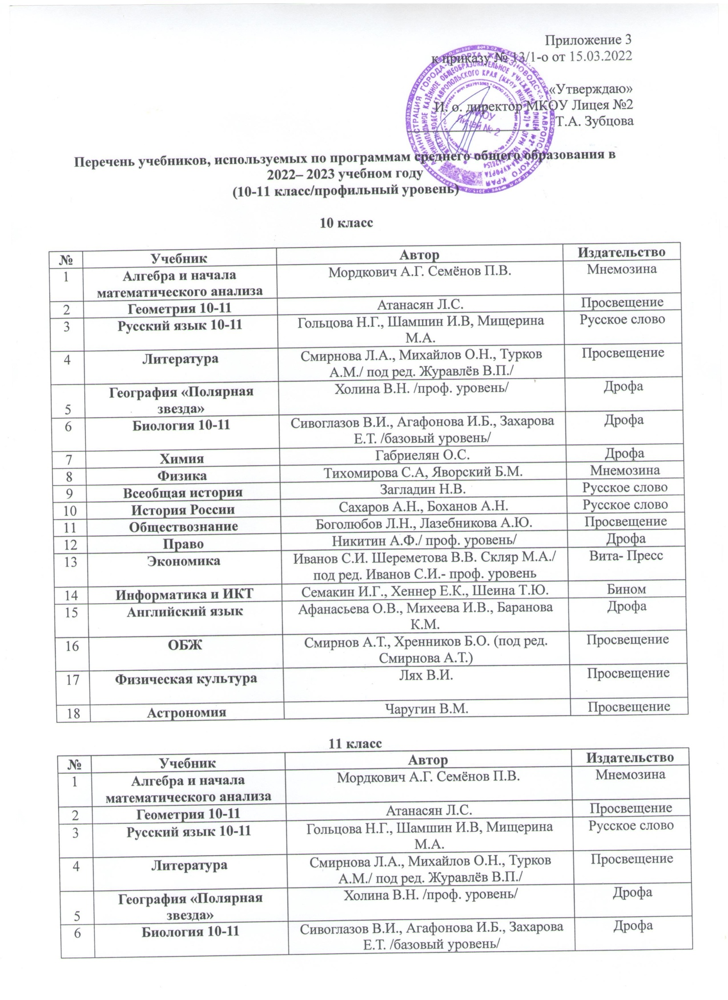 Приложение 3
к приказу № 13/1-о от 15.03.2022
«Утверждаю»
И. о. директор МКОУ Лицея №2
Т.А. Зубцова
МКОУ
Лицей № 2
Перечень учебников, используемых по программам среднего общего образования в
2022– 2023 учебном году
(10-11 класс/профильный уровень)
10 класс
№ Учебник Автор Издательство
1 Алгебра и начала Мордкович А.Г. Семёнов П.В. Мнемозина
математического анализа
2 Геометрия 10-11 Атанасян Л.С. Просвещение
3 Русский язык 10-11 Гольцова Н.Г., Шамшин И.В, Мищерина Русское слово
М.А.
4 Литература Смирнова Л.А., Михайлов О.Н., Турков Просвещение
А.М./ под ред. Журавлёв В.П./
География «Полярная Холина В.Н. /проф. уровень/ Дрофа
5 звезда»
6 Биология 10-11 Сивоглазов В.И., Агафонова И.Б., Захарова Дрофа
Е.Т. /базовый уровень/
7 Химия Габриелян О.С. Дрофа
8 Физика Тихомирова С.А, Яворский Б.М. Мнемозина
9 Всеобщая история Загладин Н.В. Русское слово
10 История России Сахаров А.Н., Боханов А.Н. Русское слово
11 Обществознание Боголюбов Л.Н., Лазебникова А.Ю. Просвещение
12 Право Никитин А.Ф./ проф. уровень/ Дрофа
13 Экономика Иванов С.И. Шереметова В.В. Скляр М.А./ Вита- Пресс
под ред. Иванов С.И.- проф. уровень
14 Информатика и ИКТ Семакин И.Г., Хеннер Е.К., Шеина Т.Ю. Бином
15 Английский язык Афанасьева О.В., Михеева И.В., Баранова Дрофа
К.М.
16 ОБЖ Смирнов А.Т., Хренников Б.О. (под ред. Просвещение
Смирнова А.Т.)
17 Физическая культура Лях В.И. Просвещение
18 Астрономия Чаругин В.М. Просвещение
11 класс
№ Учебник Автор Издательство
1 Алгебра и начала Мордкович А.Г. Семёнов П.В. Мнемозина
математического анализа
2 Геометрия 10-11 Атанасян Л.С. Просвещение
3 Русский язык 10-11 Гольцова Н.Г., Шамшин И.В, Мищерина Русское слово
М.А.
4 Литература Смирнова Л.А., Михайлов О.Н., Турков Просвещение
А.М./ под ред. Журавлёв В.П./
География «Полярная Холина В.Н. /проф. уровень/ Дрофа
5 звезда»
6 Биология 10-11 Сивоглазов В.И., Агафонова И.Б., Захарова Дрофа
Е.Т. /базовый уровень/